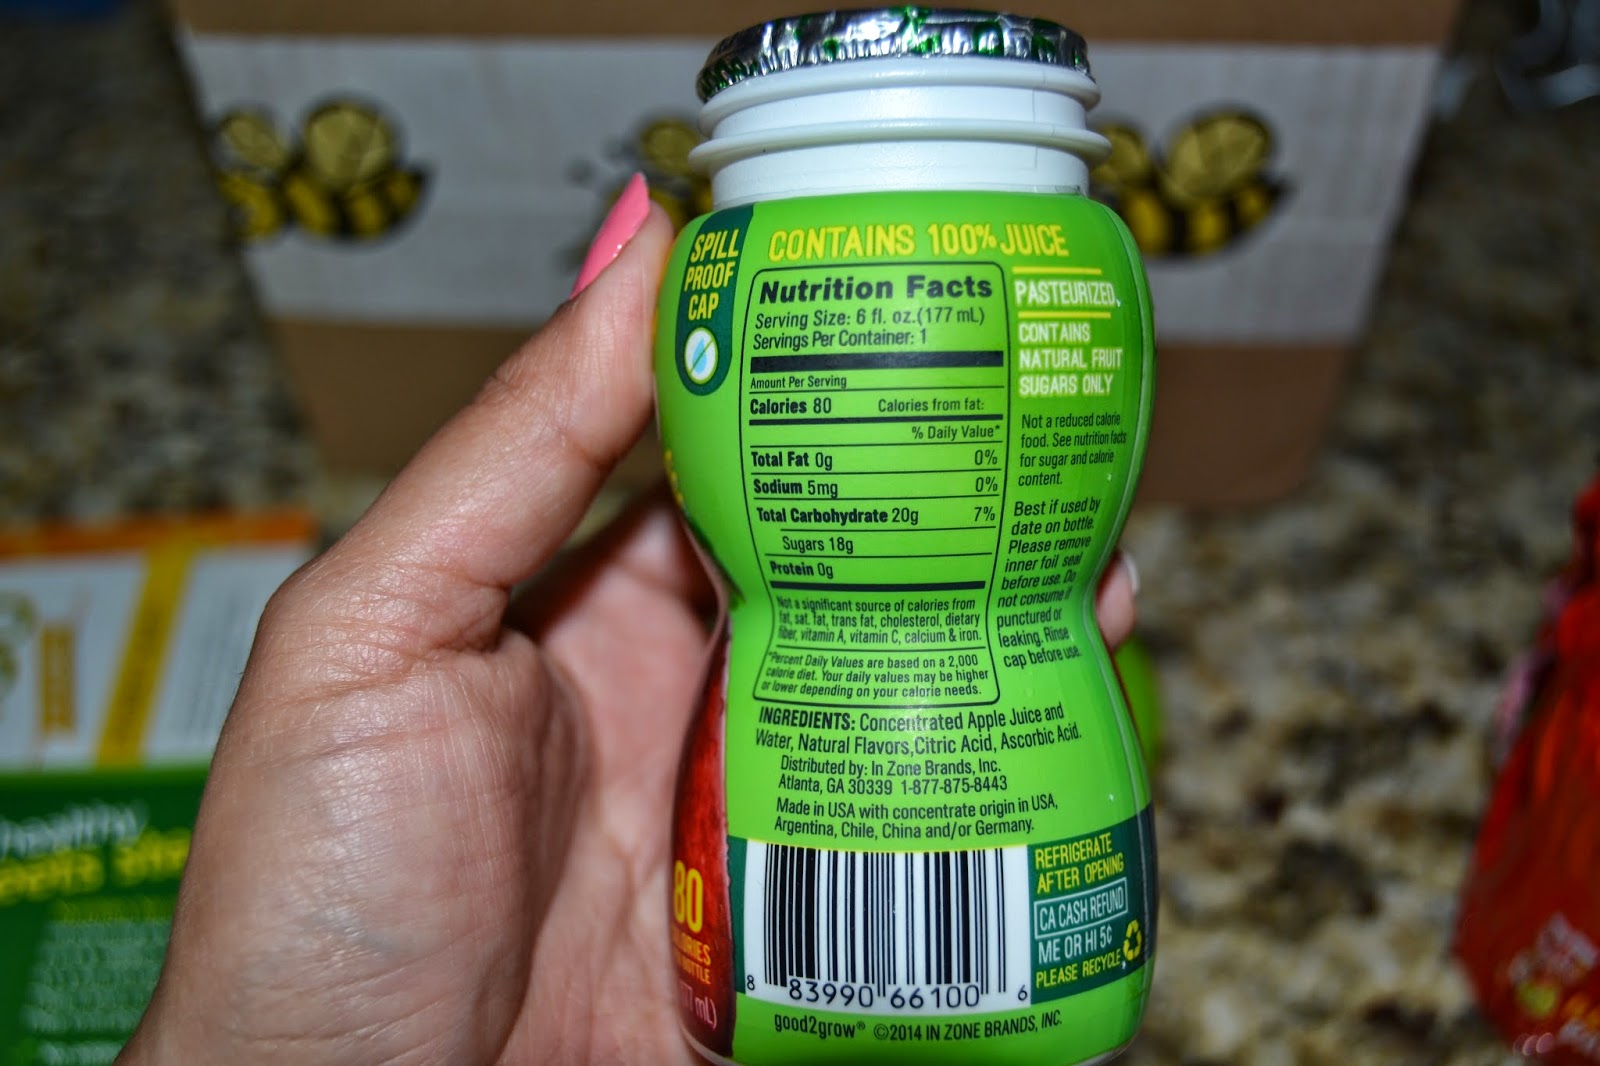 SPILL
PROOF
CAP
CONTAINS 100% JUICE
Nutrition Facts
Serving Size: 6 fl. oz.(177 mL)
Servings Per Container: 1
Amount Per Serving
Calories 80 Calories from fat:
% Daily Value*
Total Fat 0g 0%
Sodium 5mg 0%
Total Carbohydrate 20g 7%
Sugars 18g
Protein 0g
Not a significant source of calories from
fat, sat. fat, trans fat, cholesterol, dietary
fiber, vitamin A, vitamin C, calcium & iron.
*Percent Daily Values are based on a 2,000
calorie diet. Your daily values may be higher
or lower depending on your calorie needs.
PASTEURIZED.
CONTAINS
NATURAL FRUIT
SUGARS ONLY
Not a reduced calorie
food. See nutrition facts
for sugar and calorie
content.
Best if used by
date on bottle.
Please remove
inner foil seal
before use. Do
not consume if
punctured or
leaking. Rinse
cap before use.
INGREDIENTS: Concentrated Apple Juice and
Water, Natural Flavors, Citric Acid, Ascorbic Acid.
Distributed by: In Zone Brands, Inc.
Atlanta, GA 30339 1-877-875-8443
Made in USA with concentrate origin in USA,
Argentina, Chile, China and/or Germany.
8 83990 66100 6
REFRIGERATE
AFTER OPENING
CA CASH REFUND
ME OR HI 5¢
PLEASE RECYCLE
good2grow® ©2014 IN ZONE BRANDS, INC.
80
mL)
healthy